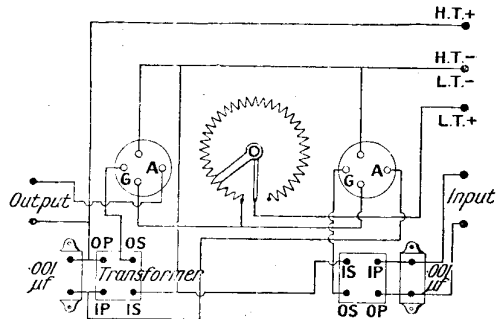 H.T.+
H.T.-
L.T.-
L.T.+
G A
G A
Output
Input
OP OS
.001 µf
Transformer
IP IS
IS IP
OS OP
.001 µf